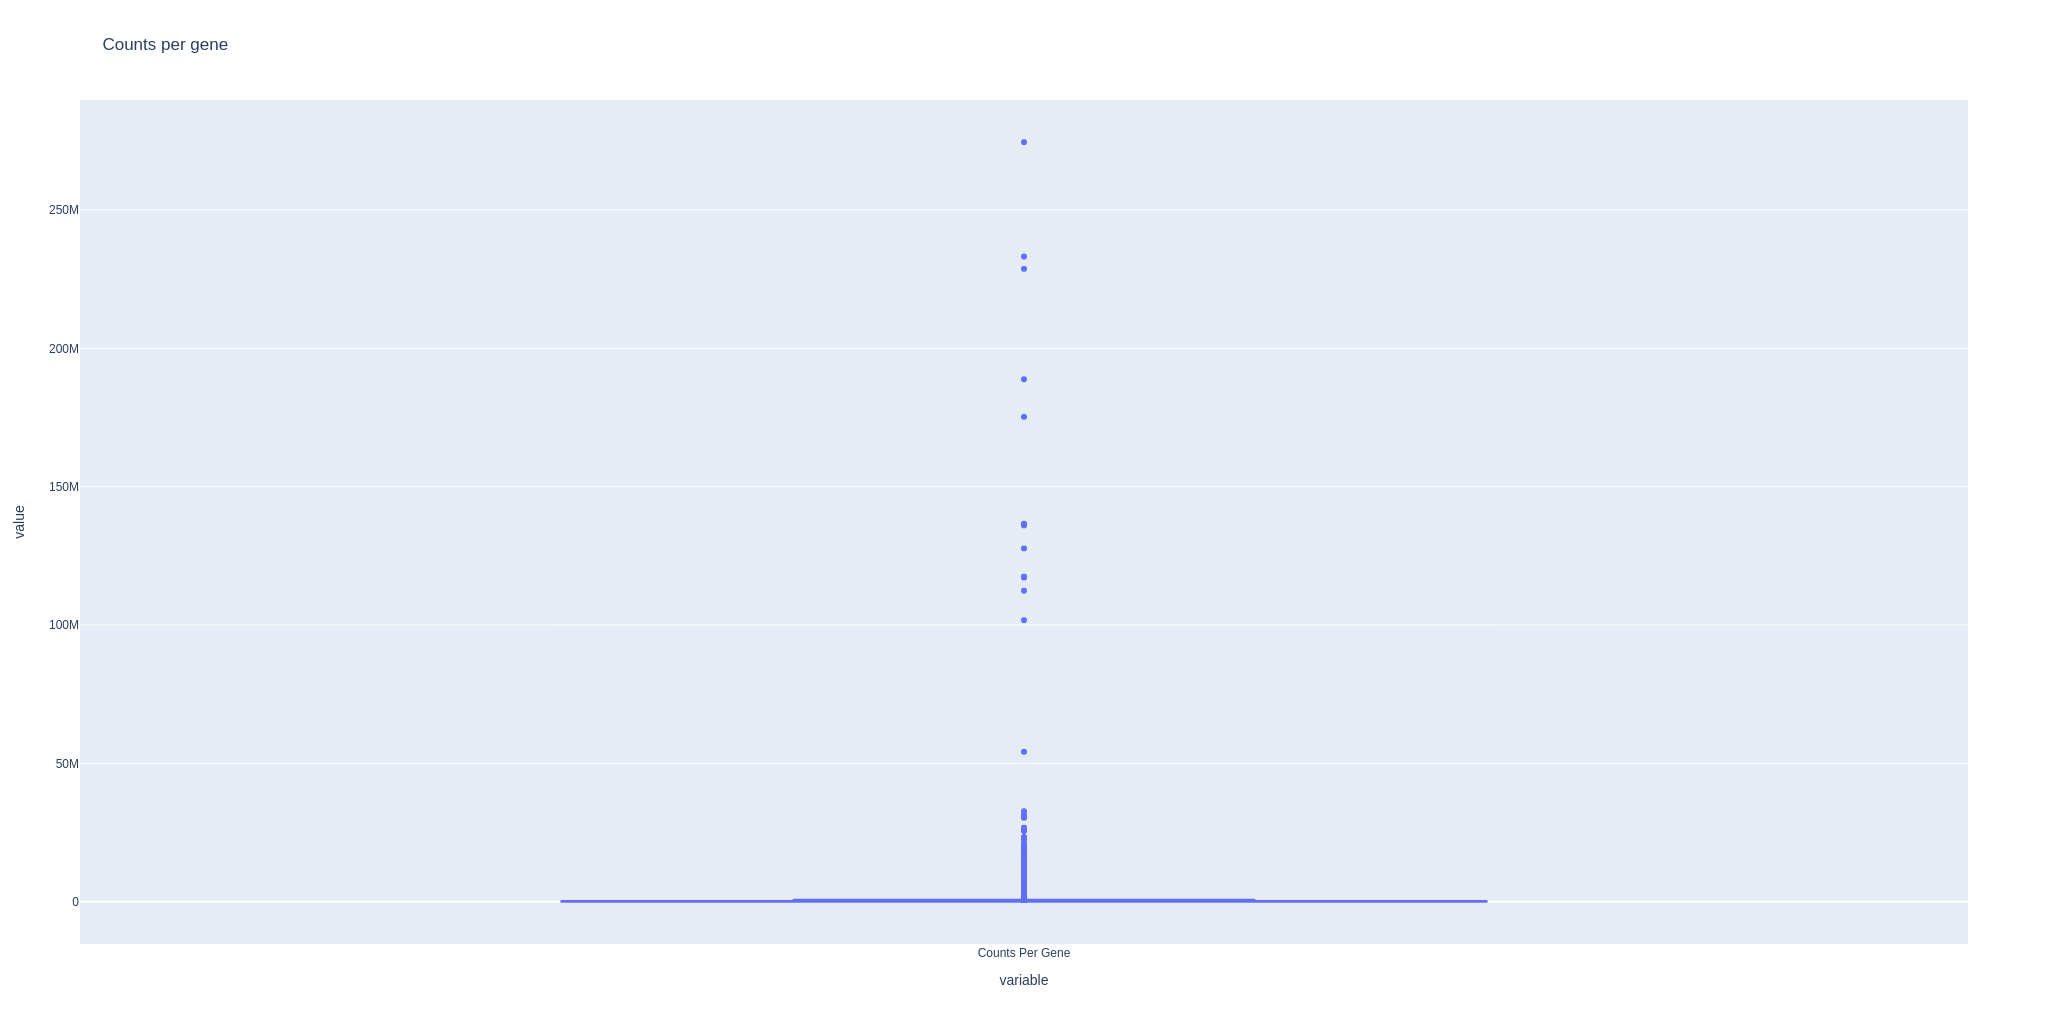 Counts per gene
250M
200M
150M
100M
50M
0
value
Counts Per Gene
variable